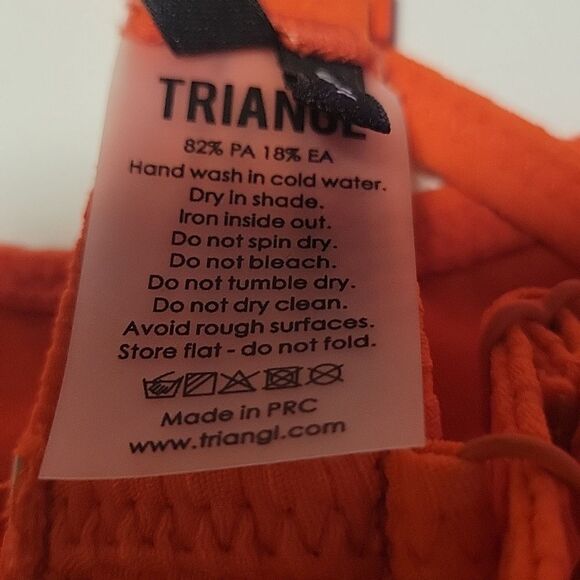 TRIANGL
82% PA 18% EA
Hand wash in cold water.
Dry in shade.
Iron inside out.
Do not spin dry.
Do not bleach.
Do not tumble dry.
Do not dry clean.
Avoid rough surfaces.
Store flat - do not fold.
Made in PRC
www.triangl.com